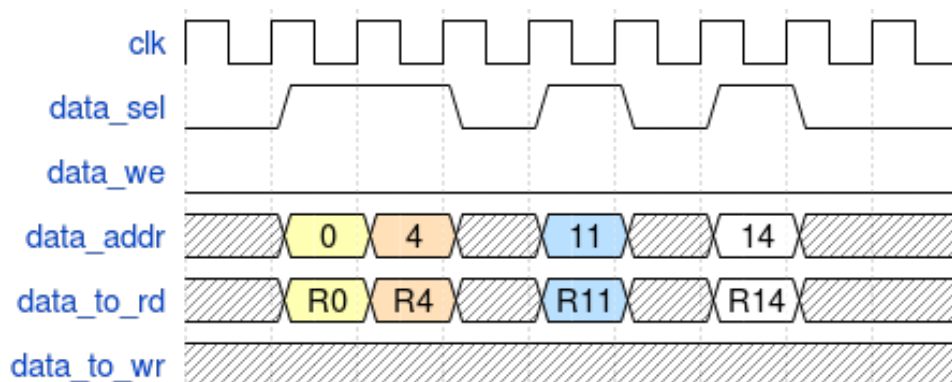 clk
data_sel
data_we
data_addr 0 4 11 14
data_to_rd R0 R4 R11 R14
data_to_wr